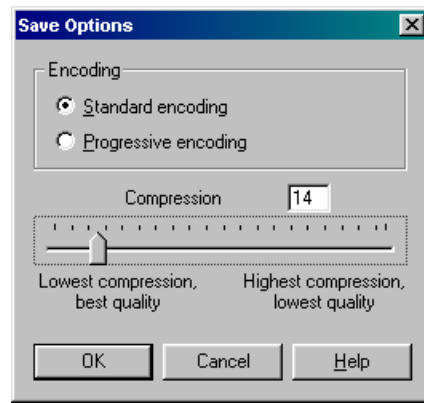 Save Options
Encoding
Standard encoding
Progressive encoding
Compression 14
Lowest compression, best quality
Highest compression, lowest quality
OK Cancel Help